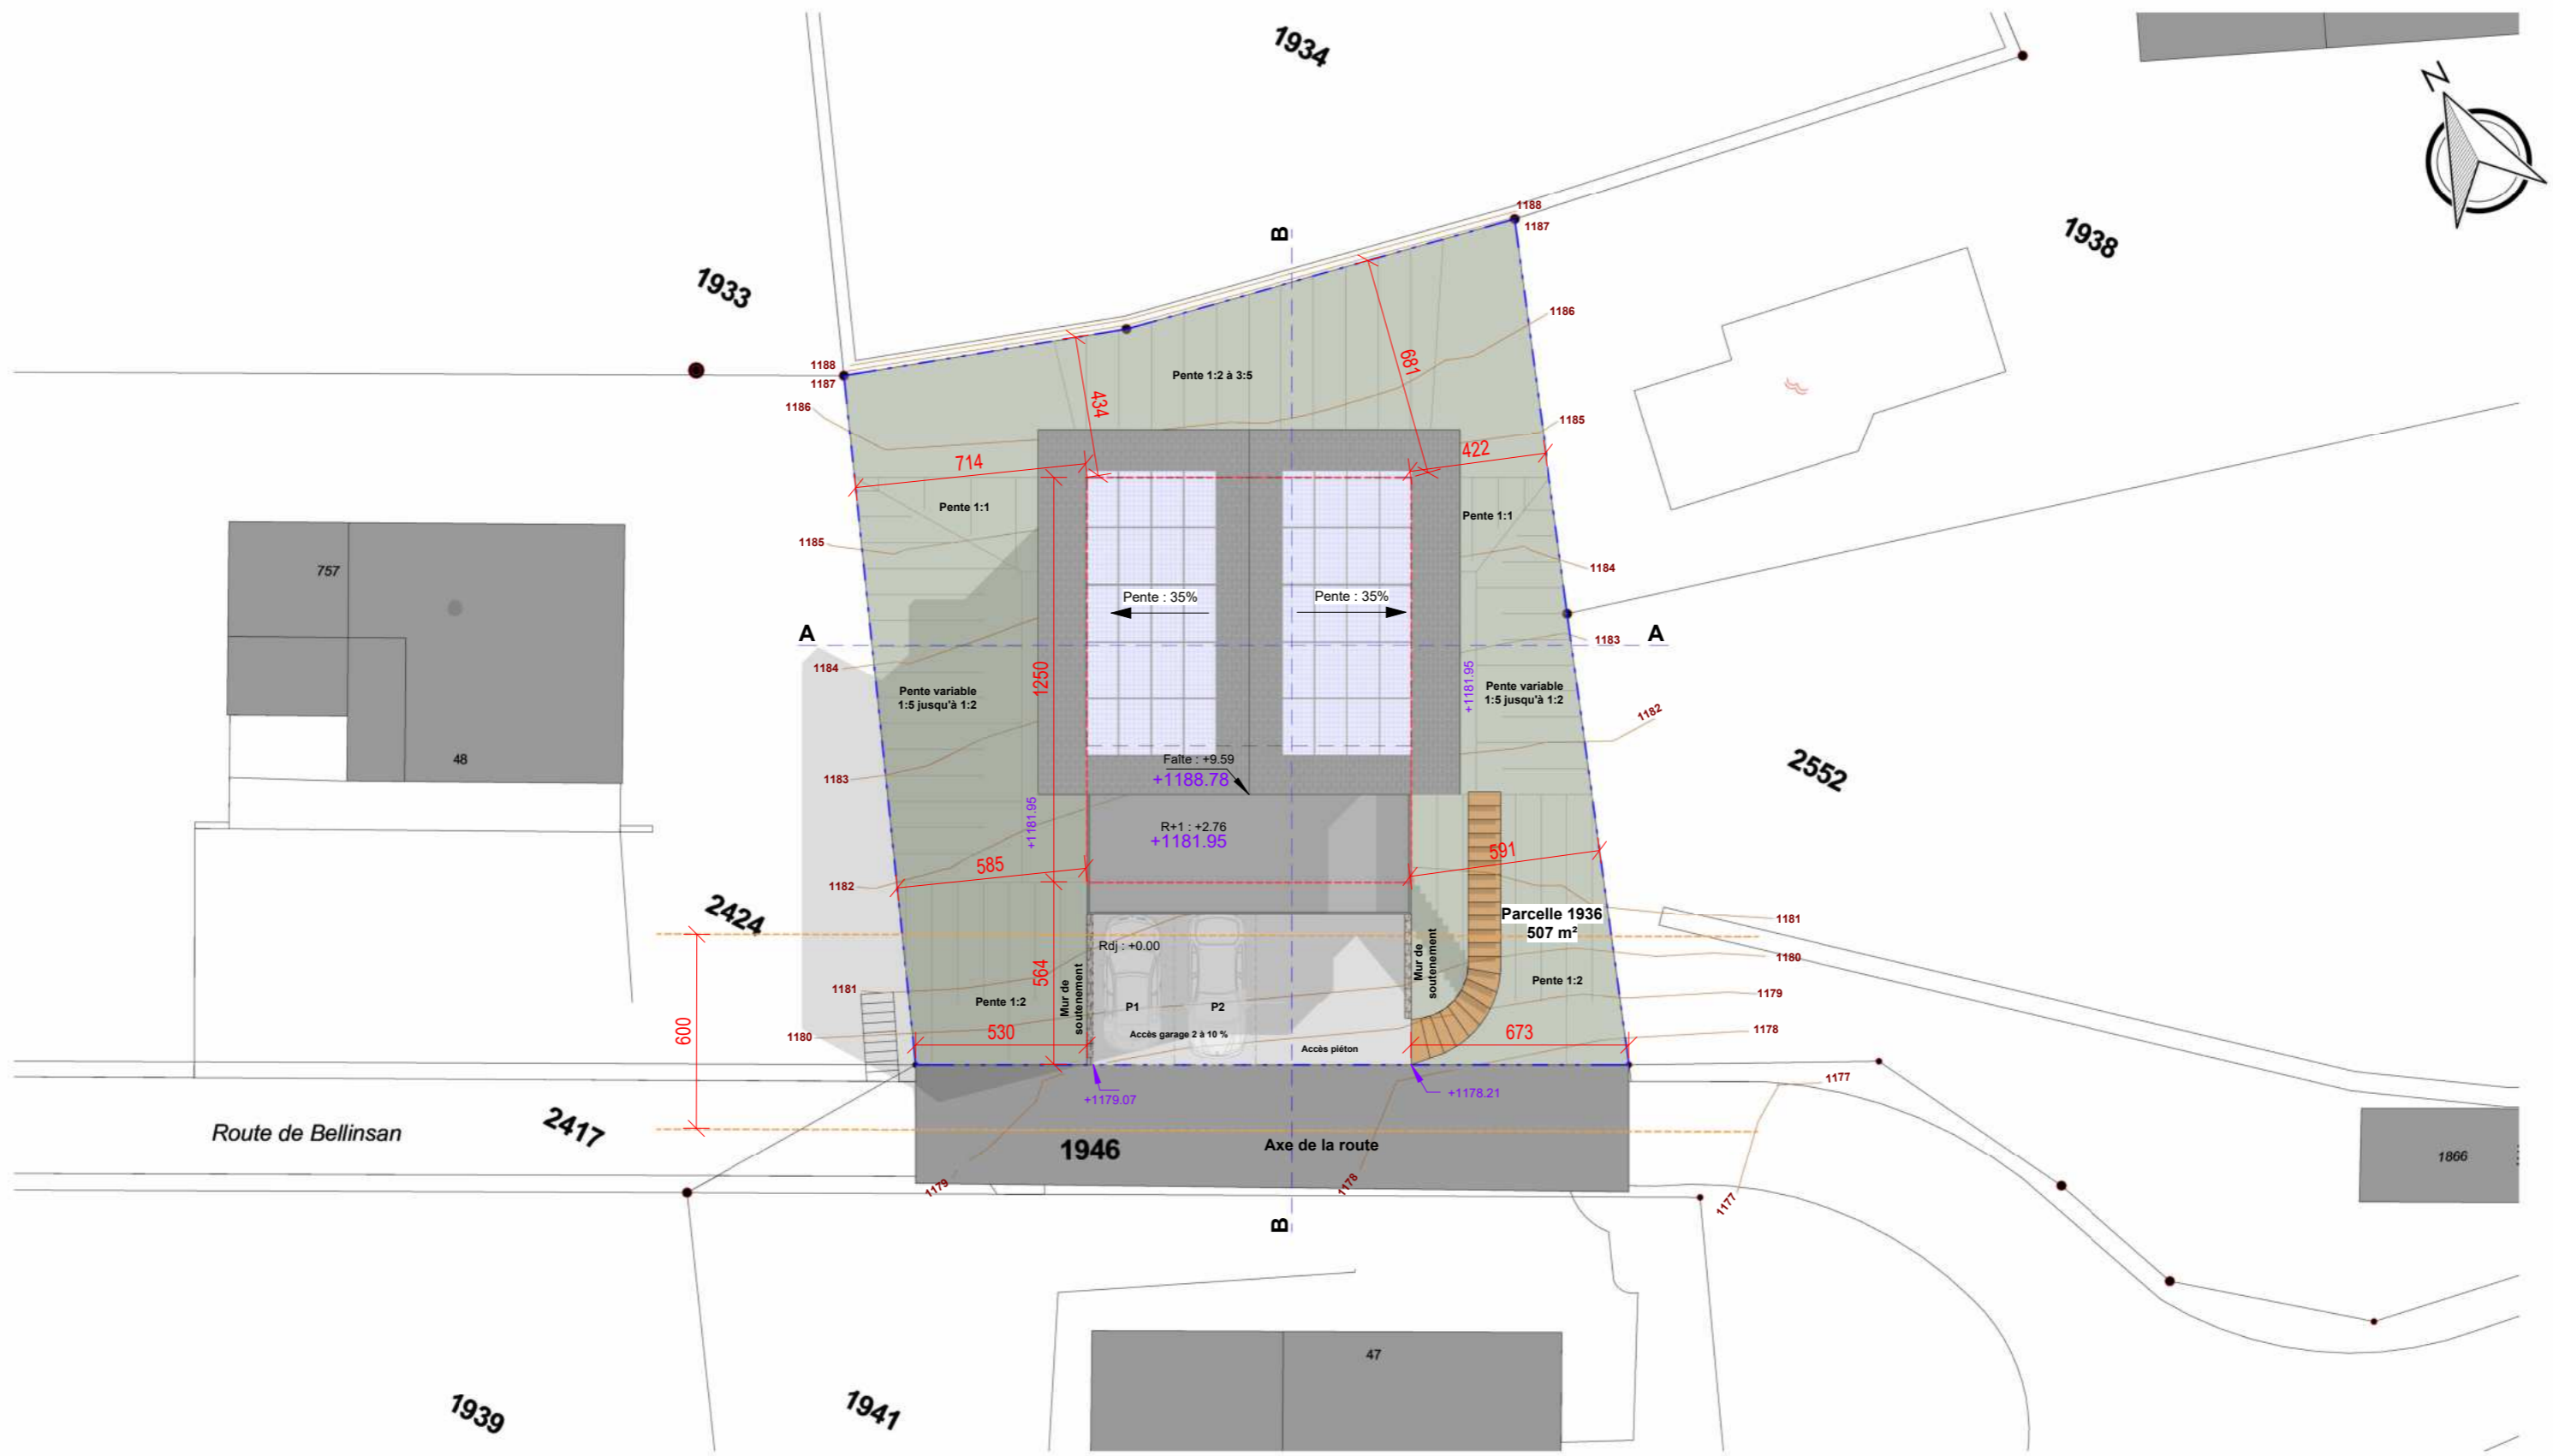 1934
N
1938
1933
B
1188
1187
1186
1185
1188
1187
1186
Pente 1:2 à 3:5
434
681
714
422
Pente 1:1
Pente 1:1
1185
1184
757
48
Pente : 35%
Pente : 35%
A
A
1183
1184
1250
+1181.95
Pente variable
1:5 jusqu'à 1:2
Pente variable
1:5 jusqu'à 1:2
1182
1183
Faîte : +9.59
+1188.78
2552
+1181.95
R+1 : +2.76
+1181.95
585
591
1182
2424
Parcelle 1936
507 m²
1181
Rdj : +0.00
Mur de
soutenement
Mur de
soutenement
1180
564
1181
Pente 1:2
P1
P2
Pente 1:2
1179
600
1180
530
Accès garage 2 à 10 %
Accès piéton
673
1178
1177
+1179.07
+1178.21
Route de Bellinsan
2417
1946
Axe de la route
1866
1179
1178
1177
B
47
1939
1941